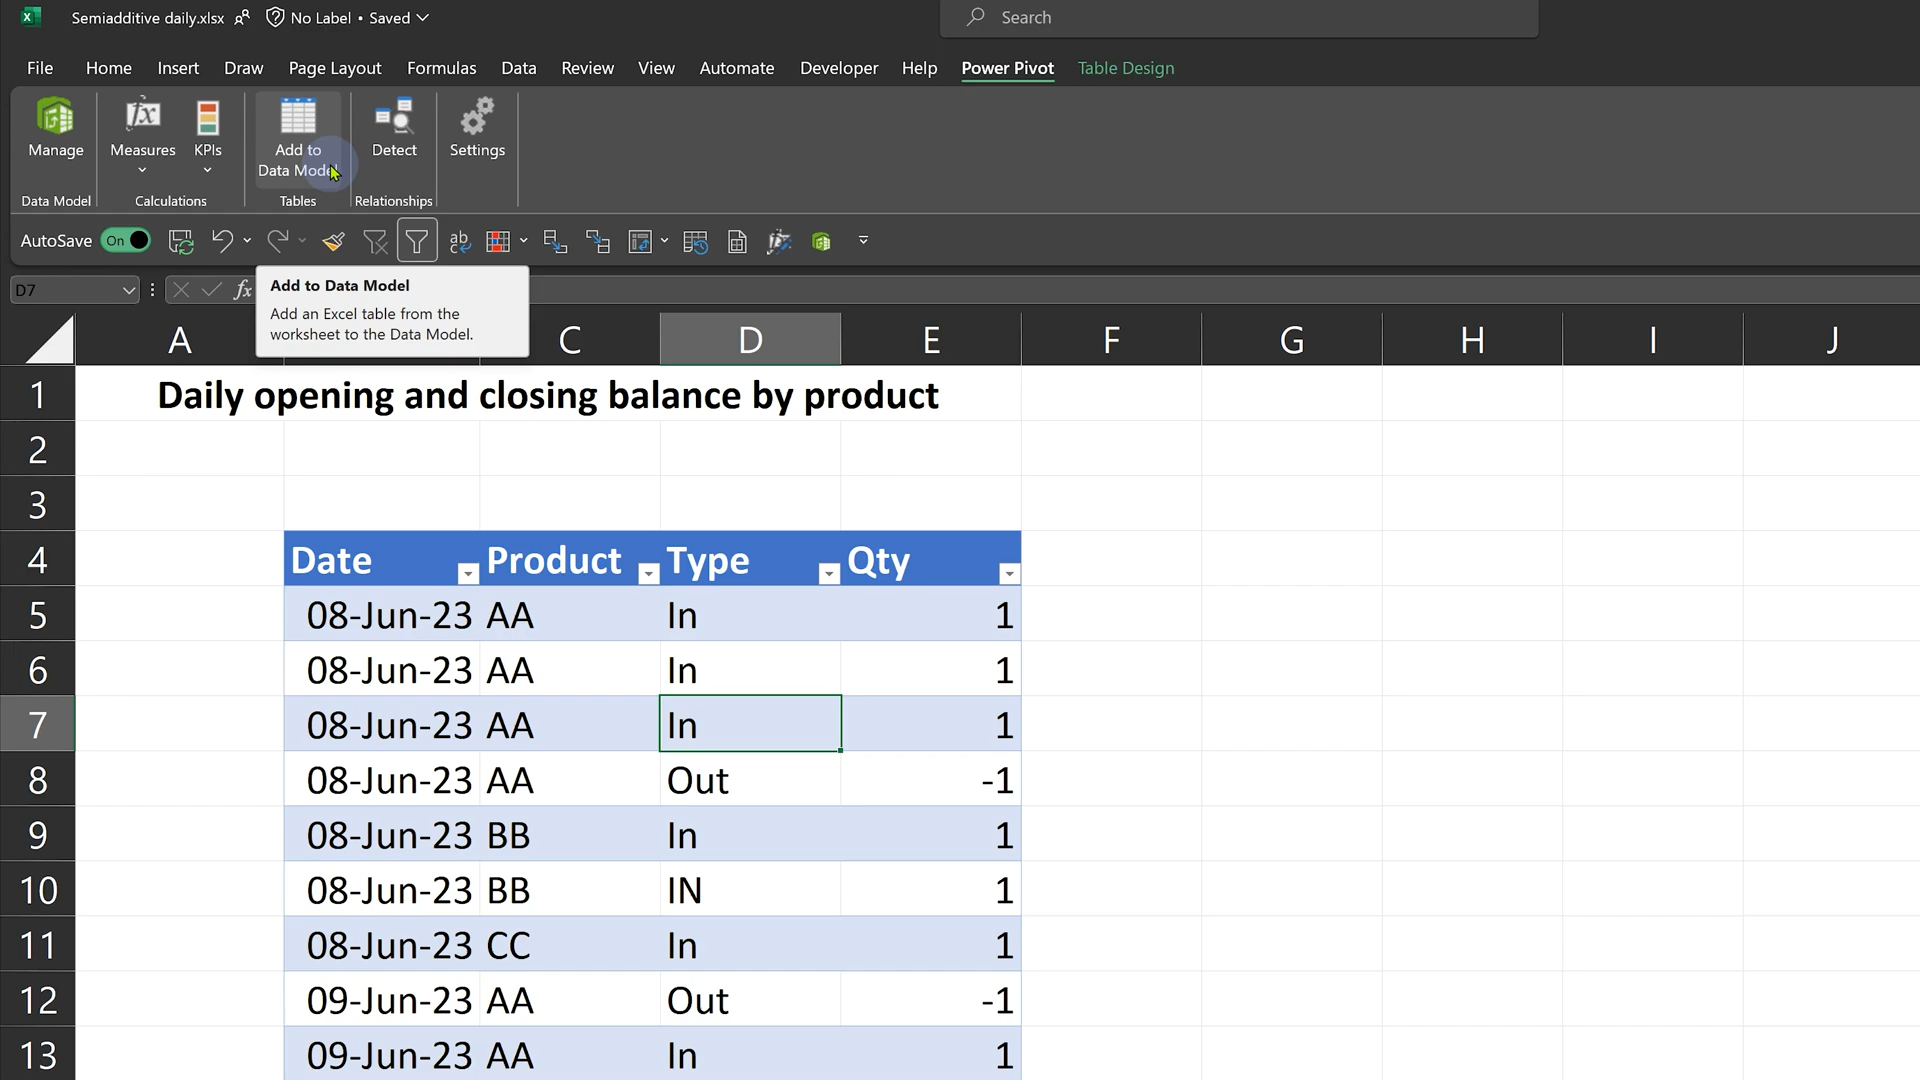 Semiadditive daily.xlsx No Label • Saved
Search
File Home Insert Draw Page Layout Formulas Data Review View Automate Developer Help Power Pivot Table Design
Manage
Measures
KPIs
Add to
Data Model
Detect
Settings
Data Model Calculations Tables Relationships
AutoSave On
D7 fx
Add to Data Model
Add an Excel table from the
worksheet to the Data Model.
A C D E G H I J
1 Daily opening and closing balance by product
2
3
4 Date Product Type Qty
5 08-Jun-23 AA In 1
6 08-Jun-23 AA In 1
7 08-Jun-23 AA In 1
8 08-Jun-23 AA Out -1
9 08-Jun-23 BB In 1
10 08-Jun-23 BB IN 1
11 08-Jun-23 CC In 1
12 09-Jun-23 AA Out -1
13 09-Jun-23 AA In 1